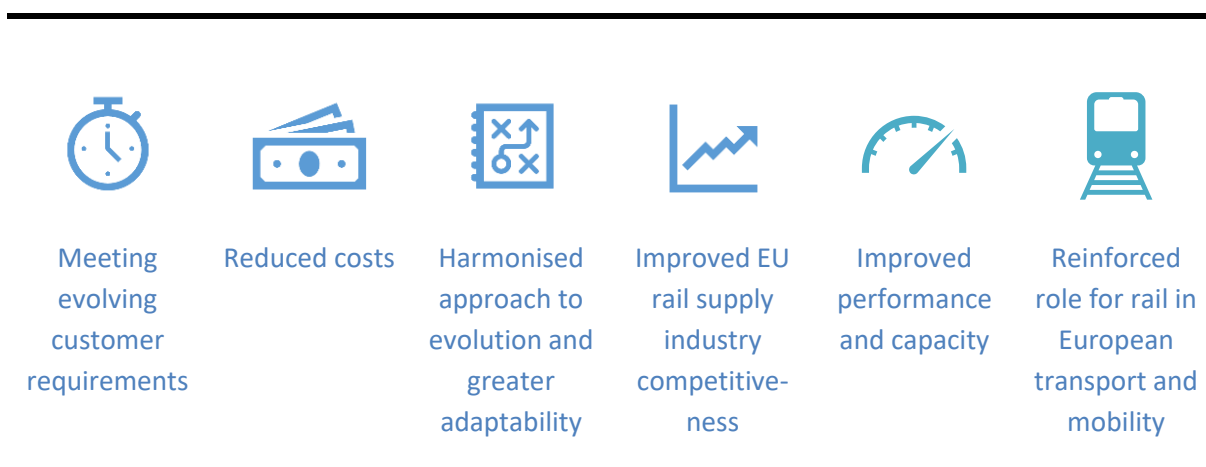 Meeting
evolving
customer
requirements
Reduced costs
Harmonised
approach to
evolution and
greater
adaptability
Improved EU
rail supply
industry
competitive-
ness
Improved
performance
and capacity
Reinforced
role for rail in
European
transport and
mobility